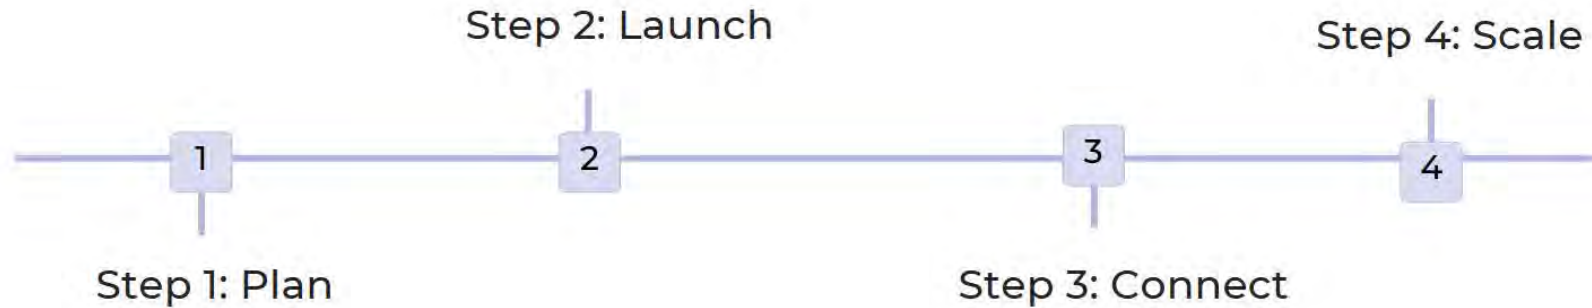 Step 2: Launch
Step 4: Scale
1
2
3
4
Step 1: Plan
Step 3: Connect